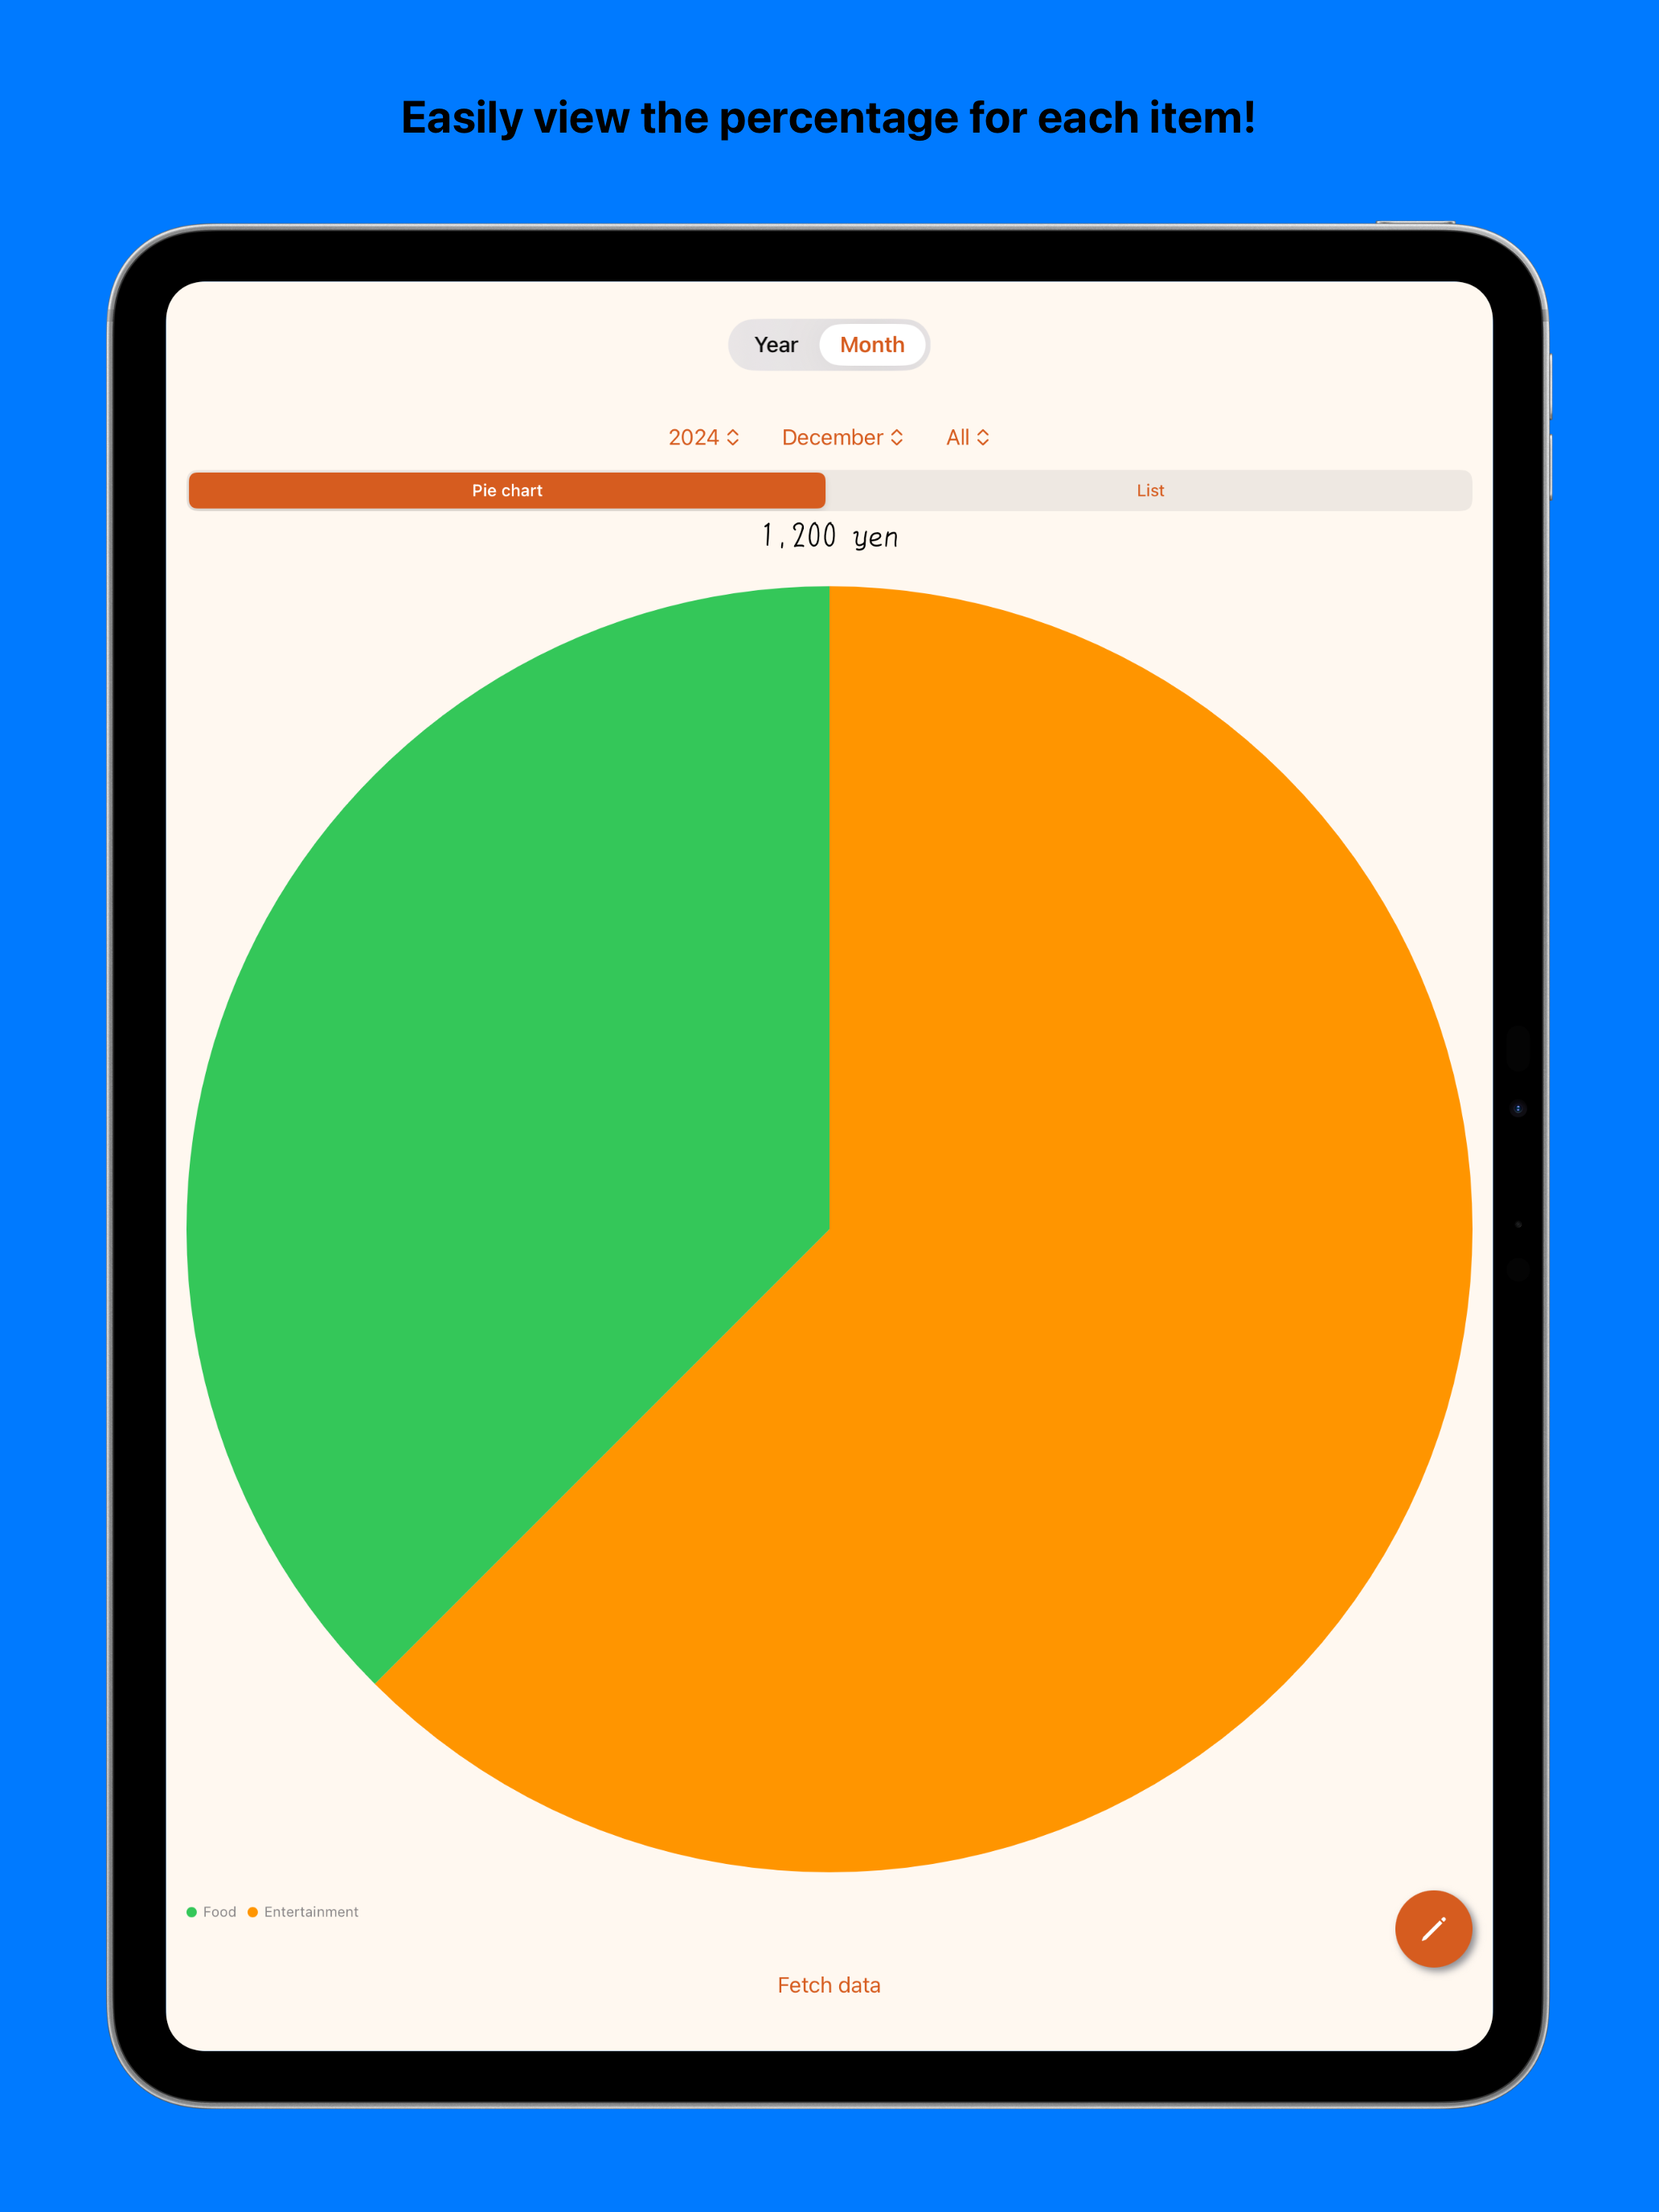 Easily view the percentage for each item!
Year Month
2024 December All
Pie chart List
1,200 yen
Food Entertainment
Fetch data